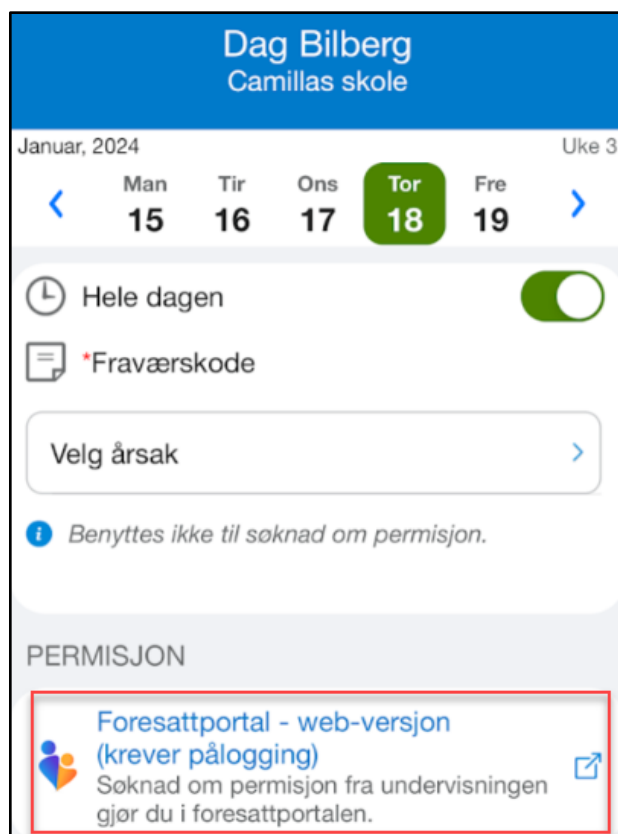 Dag Bilberg
Camillas skole
Januar, 2024 Uke 3
Man Tir Ons Tor Fre
15 16 17 18 19
Hele dagen
*Fraværskode
Velg årsak
Benyttes ikke til søknad om permisjon.
PERMISJON
Foresattportal - web-versjon
(krever pålogging)
Søknad om permisjon fra undervisningen
gjør du i foresattportalen.